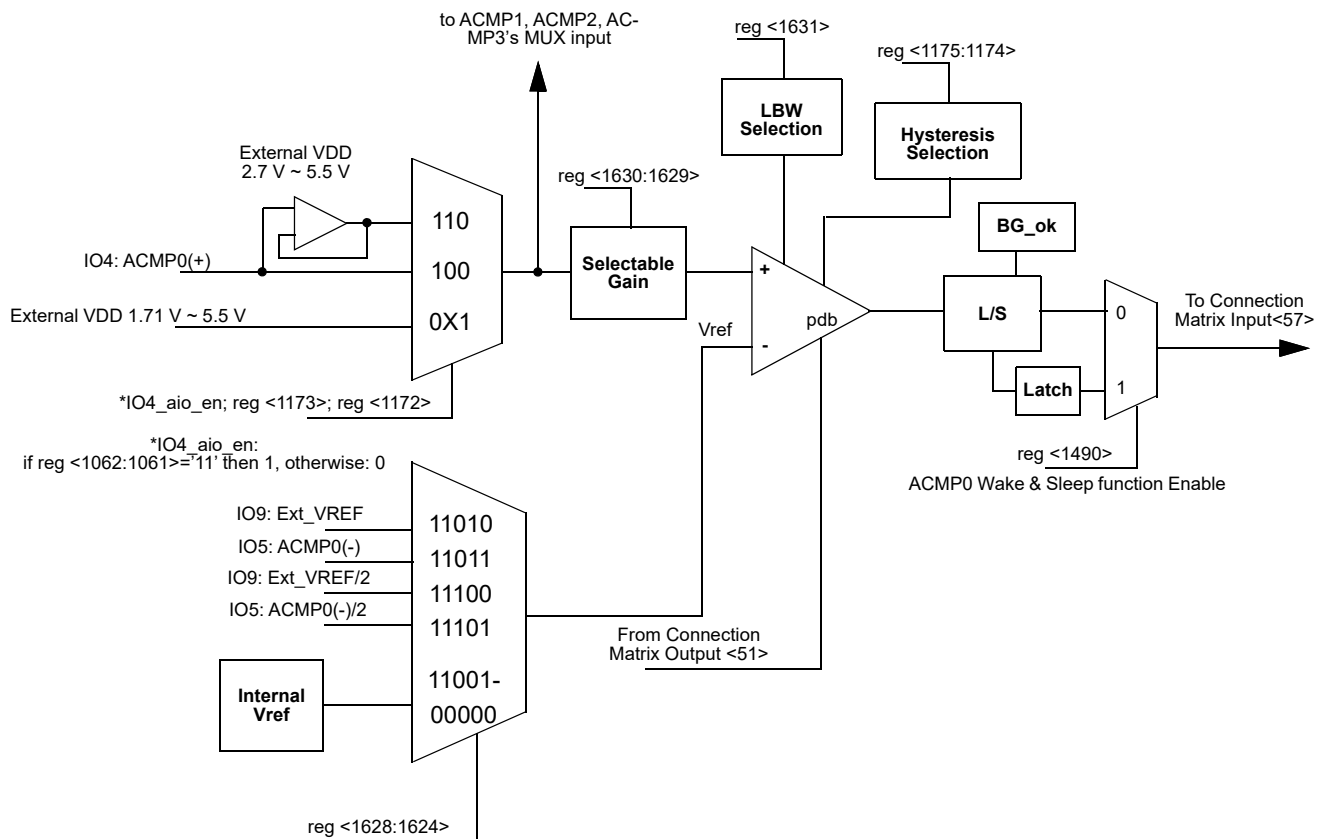 to ACMP1, ACMP2, AC-
MP3's MUX input
reg <1631>
reg <1175:1174>
LBW
Selection
Hysteresis
Selection
External VDD
2.7 V ~ 5.5 V
reg <1630:1629>
110
BG_ok
IO4: ACMP0(+)
100
Selectable
Gain
+
External VDD 1.71 V ~ 5.5 V
0X1
Vref
-
pdb
L/S
0
To Connection
Matrix Input<57>
Latch
1
*IO4_aio_en; reg <1173>; reg <1172>
*IO4_aio_en:
if reg <1062:1061>='11' then 1, otherwise: 0
reg <1490>
ACMP0 Wake & Sleep function Enable
IO9: Ext_VREF
11010
IO5: ACMP0(-)
11011
IO9: Ext_VREF/2
11100
IO5: ACMP0(-)/2
11101
From Connection
Matrix Output <51>
Internal
Vref
11001-
00000
reg <1628:1624>